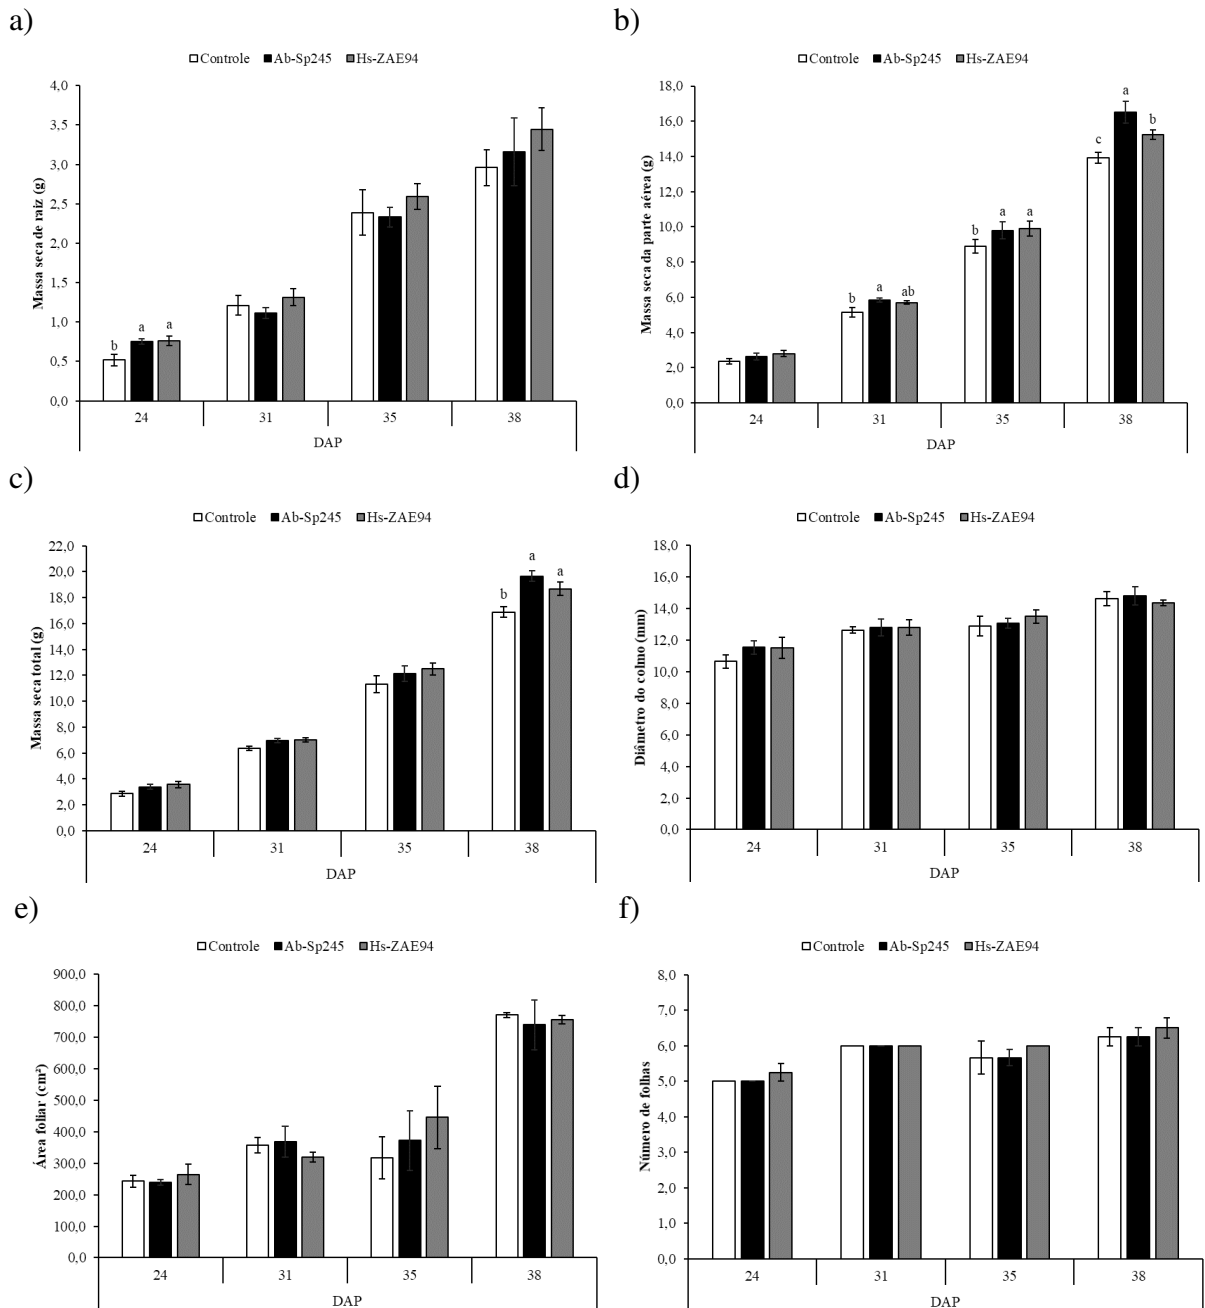 a)
Controle Ab-Sp245 Hs-ZAE94
Massa seca de raiz (g)
4,0
3,5
3,0
2,5
2,0
1,5
1,0
0,5
0,0
b a a
24 31 35 38
DAP
b)
Controle Ab-Sp245 Hs-ZAE94
Massa seca da parte aérea (g)
18,0
16,0
14,0
12,0
10,0
8,0
6,0
4,0
2,0
0,0
b a ab
b a a
c a b
24 31 35 38
DAP
c)
Controle Ab-Sp245 Hs-ZAE94
Massa seca total (g)
22,0
20,0
18,0
16,0
14,0
12,0
10,0
8,0
6,0
4,0
2,0
0,0
b a a
24 31 35 38
DAP
d)
Controle Ab-Sp245 Hs-ZAE94
Diâmetro do colmo (mm)
18,0
16,0
14,0
12,0
10,0
8,0
6,0
4,0
2,0
0,0
24 31 35 38
DAP
e)
Controle Ab-Sp245 Hs-ZAE94
Área foliar (cm²)
900,0
800,0
700,0
600,0
500,0
400,0
300,0
200,0
100,0
0,0
24 31 35 38
DAP
f)
Controle Ab-Sp245 Hs-ZAE94
Número de folhas
8,0
7,0
6,0
5,0
4,0
3,0
2,0
1,0
0,0
24 31 35 38
DAP